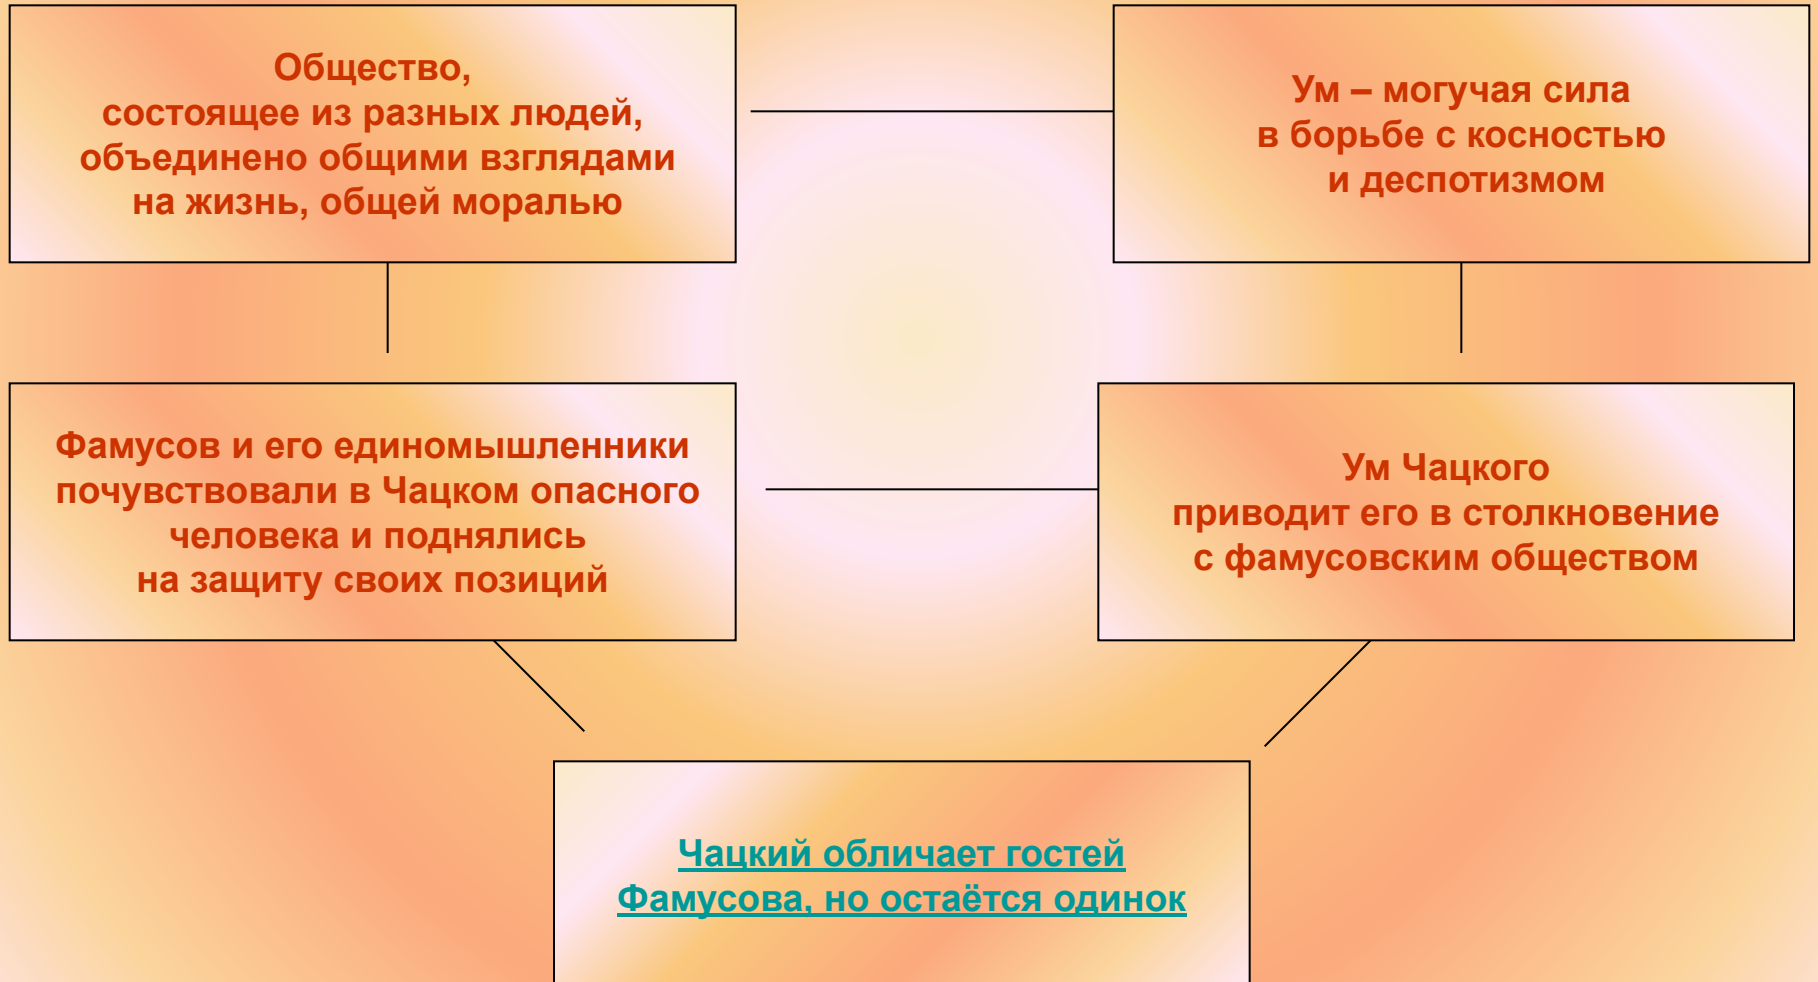 Общество,
состоящее из разных людей,
объединено общими взглядами
на жизнь, общей моралью
Ум – могучая сила
в борьбе с косностью
и деспотизмом
Фамусов и его единомышленники
почувствовали в Чацком опасного
человека и поднялись
на защиту своих позиций
Ум Чацкого
приводит его в столкновение
с фамусовским обществом
Чацкий обличает гостей
Фамусова, но остаётся одинок